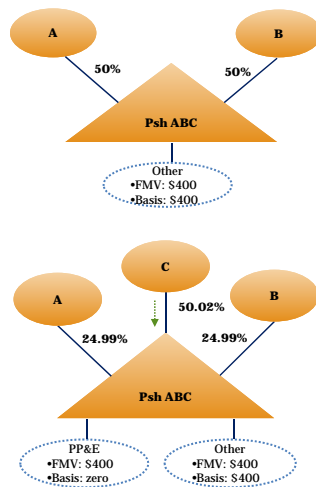 A
B
50%
50%
Psh ABC
Other
•FMV: $400
•Basis: $400
C
A
B
50.02%
24.99%
24.99%
Psh ABC
PP&E
•FMV: $400
•Basis: zero
Other
•FMV: $400
•Basis: $400